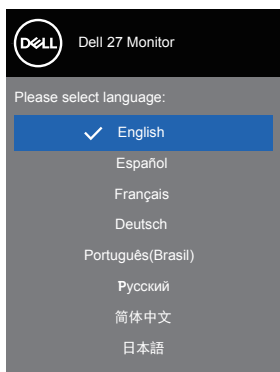 DELL
Dell 27 Monitor
Please select language:
English
Español
Français
Deutsch
Português(Brasil)
Русский
简体中文
日本語